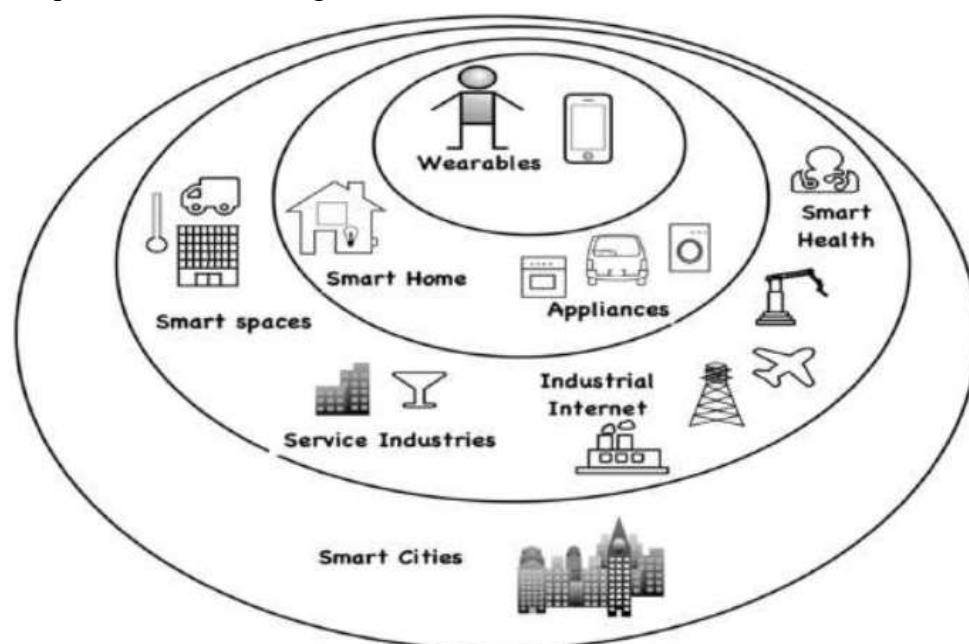 Wearables
Smart
Health
Smart Home
Appliances
Smart spaces
Industrial
Internet
Service Industries
Smart Cities